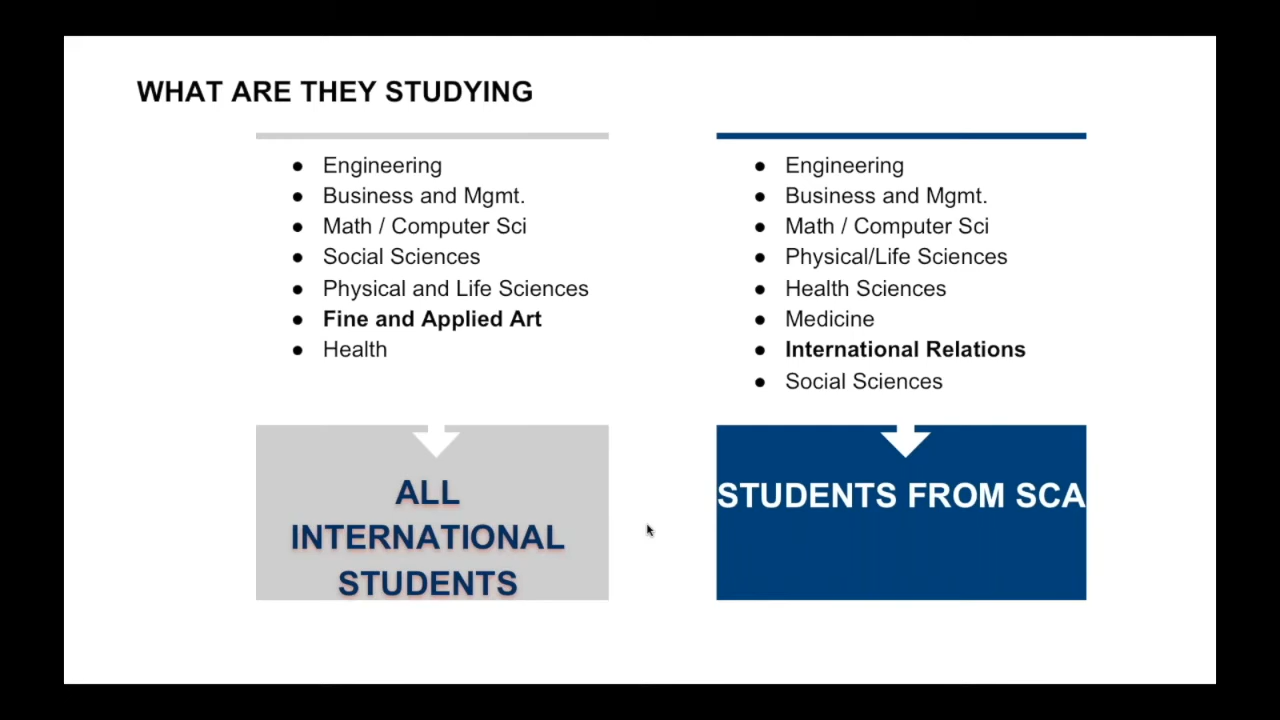 WHAT ARE THEY STUDYING
● Engineering
● Business and Mgmt.
● Math / Computer Sci
● Social Sciences
● Physical and Life Sciences
● Fine and Applied Art
● Health
ALL
INTERNATIONAL
STUDENTS
● Engineering
● Business and Mgmt.
● Math / Computer Sci
● Physical/Life Sciences
● Health Sciences
● Medicine
● International Relations
● Social Sciences
STUDENTS FROM SCA